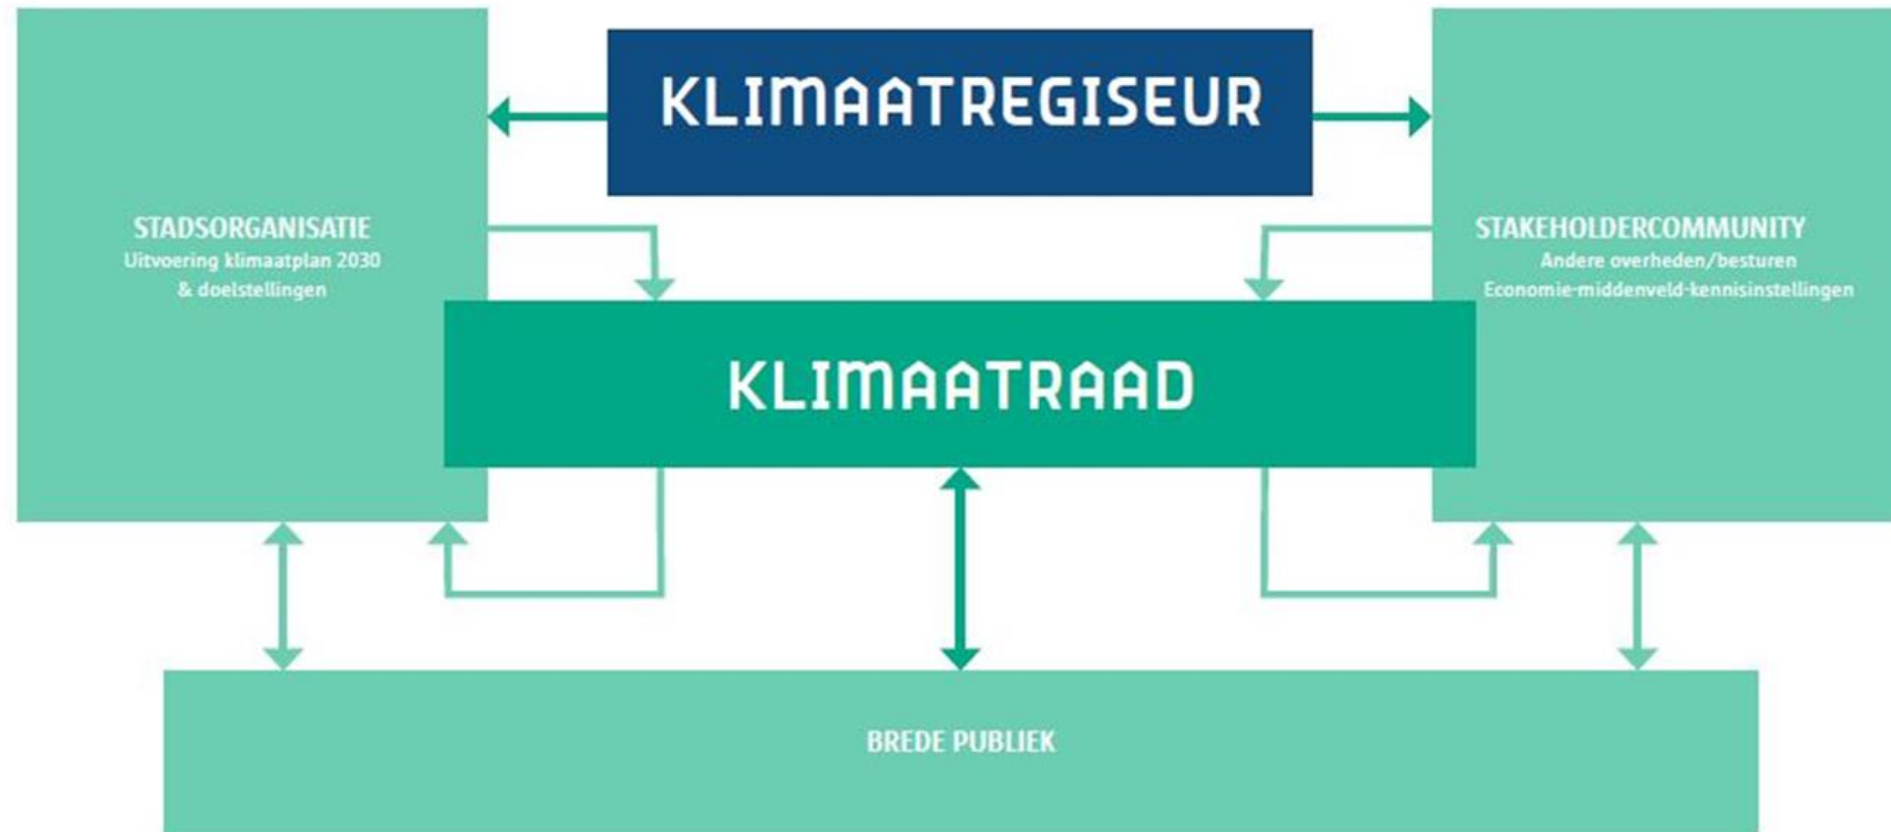 KLIMAATREGISEUR
STADSORGANISATIE
Uitvoering klimaatplan 2030
& doelstellingen
STAKEHOLDERCOMMUNITY
Andere overheden/besturen
Economie-middenveld-kennisinstellingen
KLIMAATRAAD
BREDE PUBLIEK